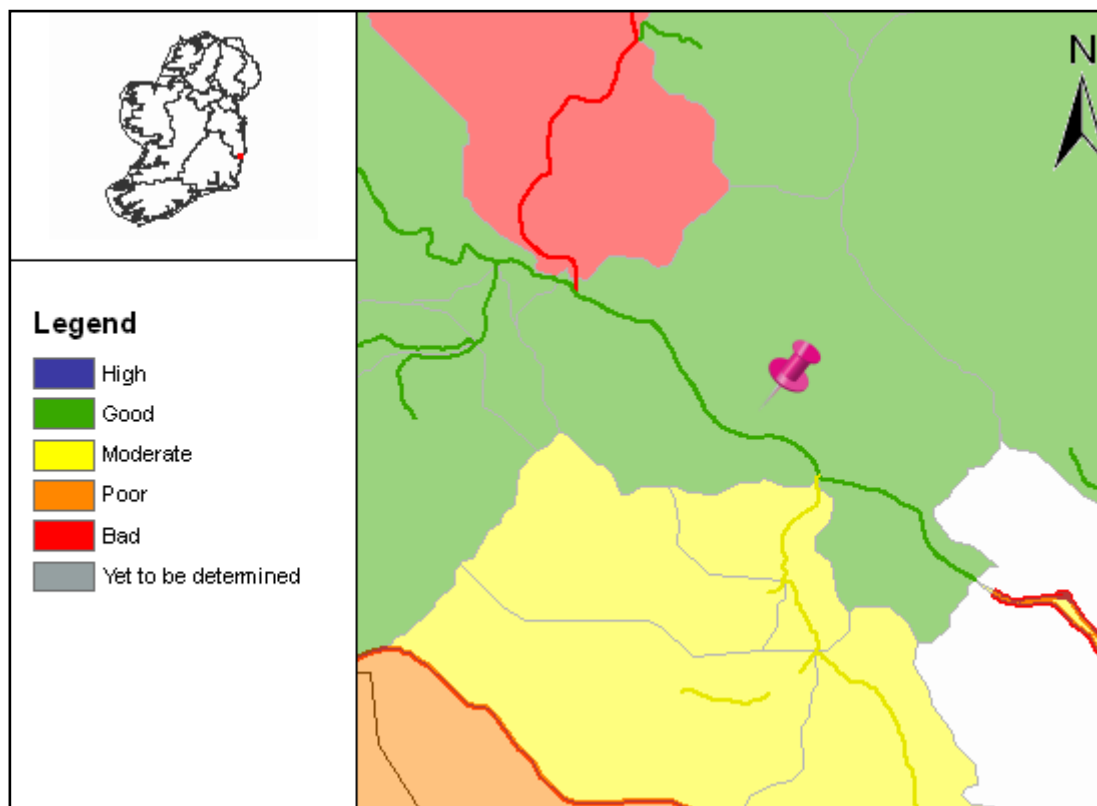 N
Legend
High
Good
Moderate
Poor
Bad
Yet to be determined